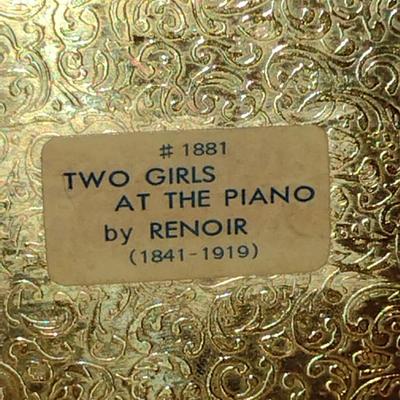 # 1881
TWO GIRLS
AT THE PIANO
by RENOIR
(1841-1919)